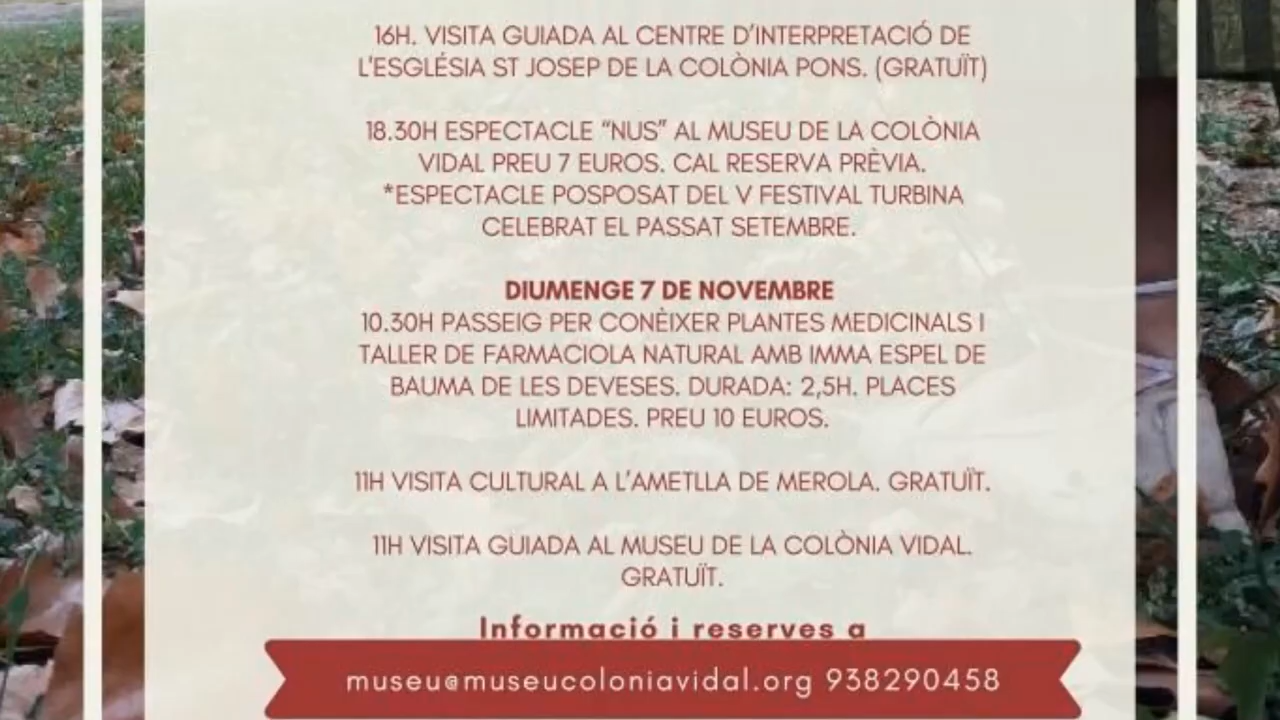 16H. VISITA GUIADA AL CENTRE D'INTERPRETACIÓ DE
L'ESGLÉSIA ST JOSEP DE LA COLÒNIA PONS. (GRATUÏT)
18.30H ESPECTACLE “NUS” AL MUSEU DE LA COLÒNIA
VIDAL PREU 7 EUROS. CAL RESERVA PRÈVIA.
*ESPECTACLE POSPOSAT DEL V FESTIVAL TURBINA
CELEBRAT EL PASSAT SETEMBRE.
DIUMENGE 7 DE NOVEMBRE
10.30H PASSEIG PER CONÈIXER PLANTES MEDICINALS I
TALLER DE FARMACIOLA NATURAL AMB IMMA ESPEL DE
BAUMA DE LES DEVESES. DURADA: 2,5H. PLACES
LIMITADES. PREU 10 EUROS.
11H VISITA CULTURAL A L'AMETLLA DE MEROLA. GRATUÏT.
11H VISITA GUIADA AL MUSEU DE LA COLÒNIA VIDAL.
GRATUÏT.
Informació i reserves a
museu@museucoloniavidal.org 938290458